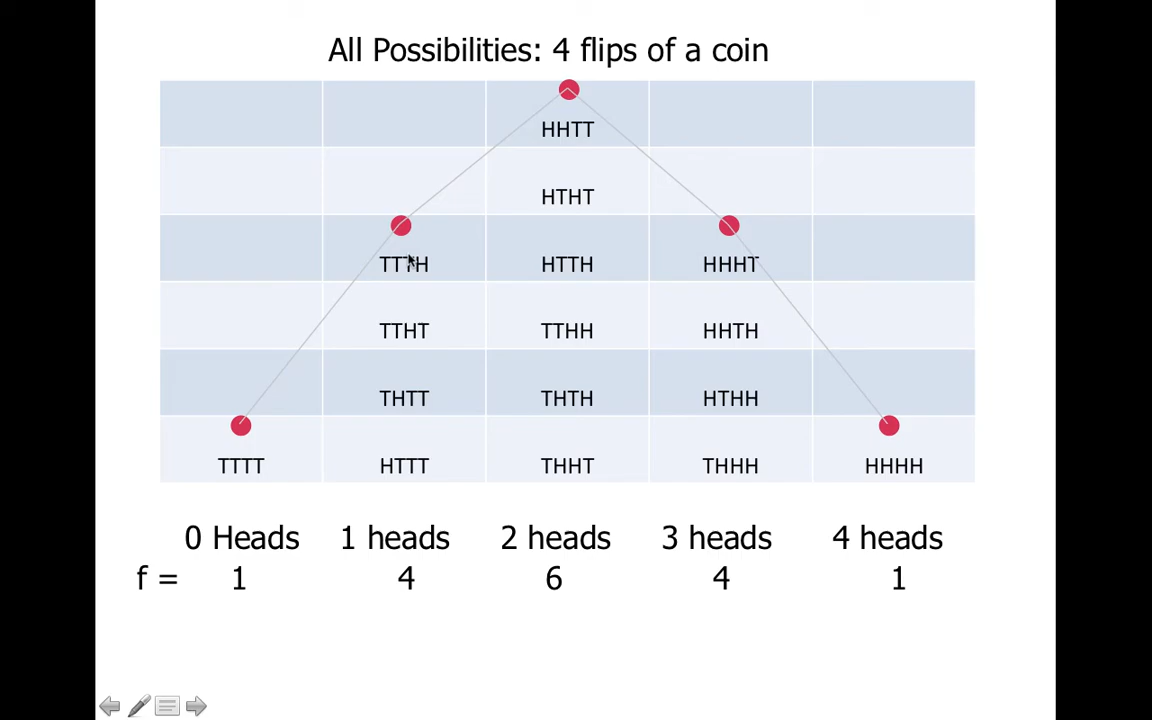 All Possibilities: 4 flips of a coin
HHTT
HTHT
TTTH HTTH HHHT
TTHT TTHH HHTH
THTT THTH HTHH
TTTT HTTT THHT THHH HHHH
0 Heads 1 heads 2 heads 3 heads 4 heads
f = 1 4 6 4 1